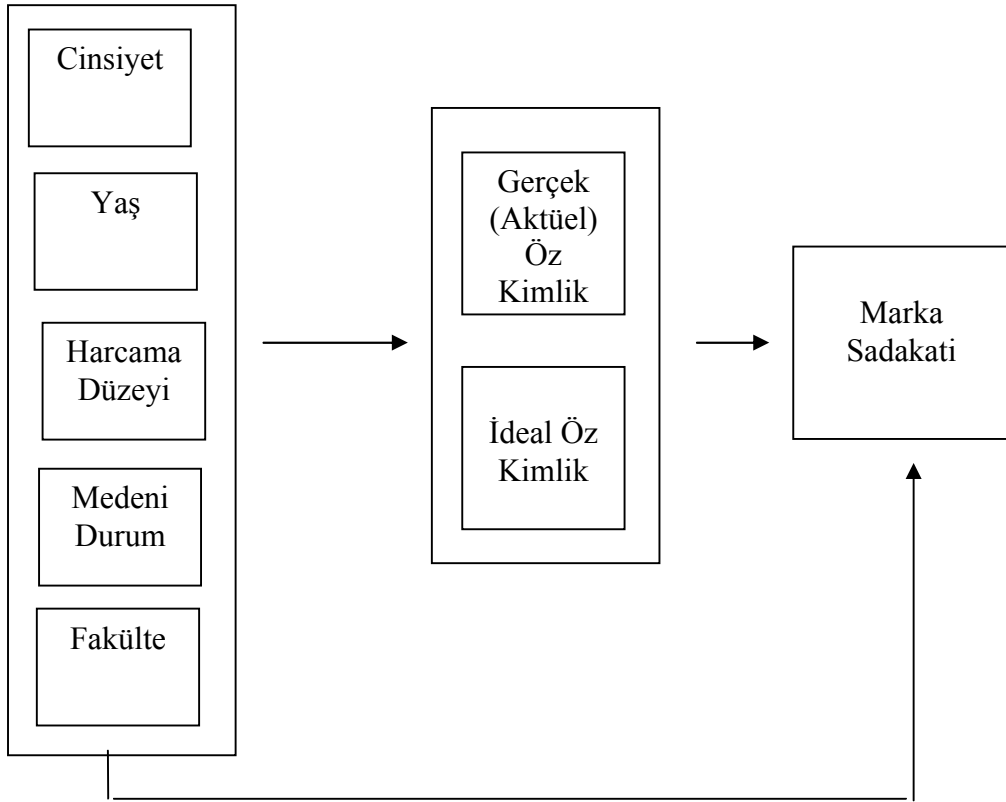 Cinsiyet
Yaş
Harcama
Düzeyi
Medeni
Durum
Fakülte
Gerçek
(Aktüel)
Öz
Kimlik
İdeal Öz
Kimlik
Marka
Sadakati